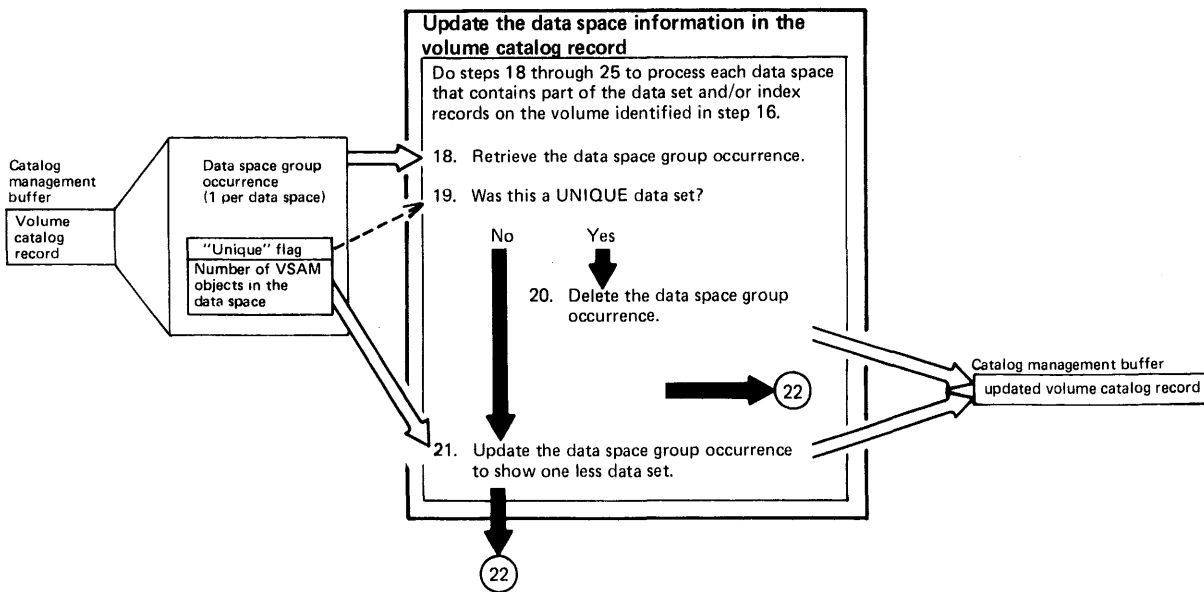 Update the data space information in the
volume catalog record
Do steps 18 through 25 to process each data space
that contains part of the data set and/or index
records on the volume identified in step 16.
Catalog
management
buffer
Volume
catalog
record
Data space group
occurrence
(1 per data space)
"Unique" flag
Number of VSAM
objects in the
data space
18. Retrieve the data space group occurrence.
19. Was this a UNIQUE data set?
No Yes
20. Delete the data space group
occurrence.
22
Catalog management buffer
updated volume catalog record
21. Update the data space group occurrence
to show one less data set.
22